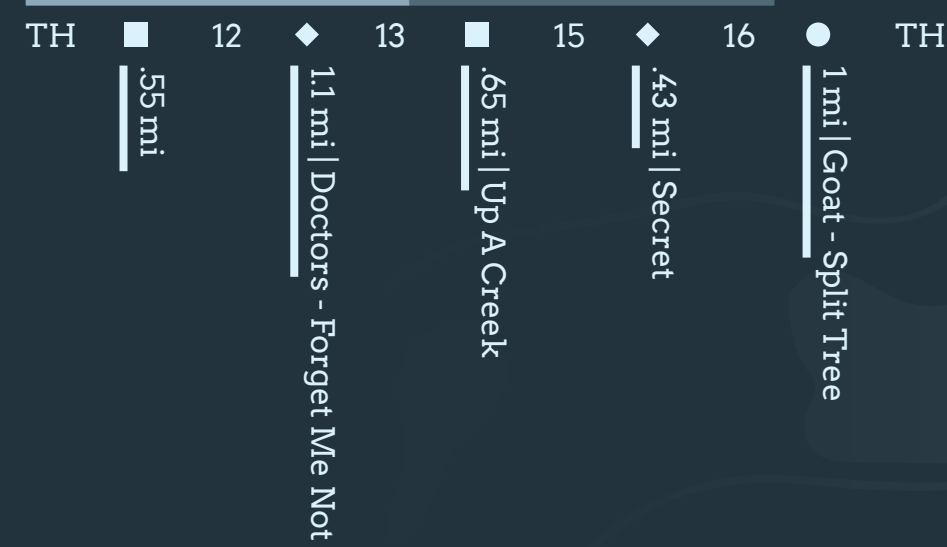 TH 12 13 15 16 TH
.55 mi
1.1 mi | Doctors - Forget Me Not
.65 mi | Up A Creek
.43 mi | Secret
1 mi | Goat - Split Tree